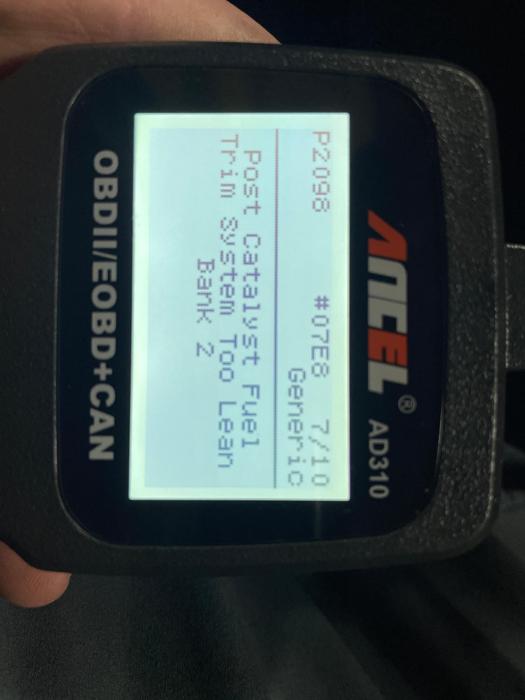 ANCEL® AD310
P2098 #07E8 7/10
Generic
Post Catalyst Fuel
Trim System Too Lean
Bank 2
OBDII/EOBD+CAN